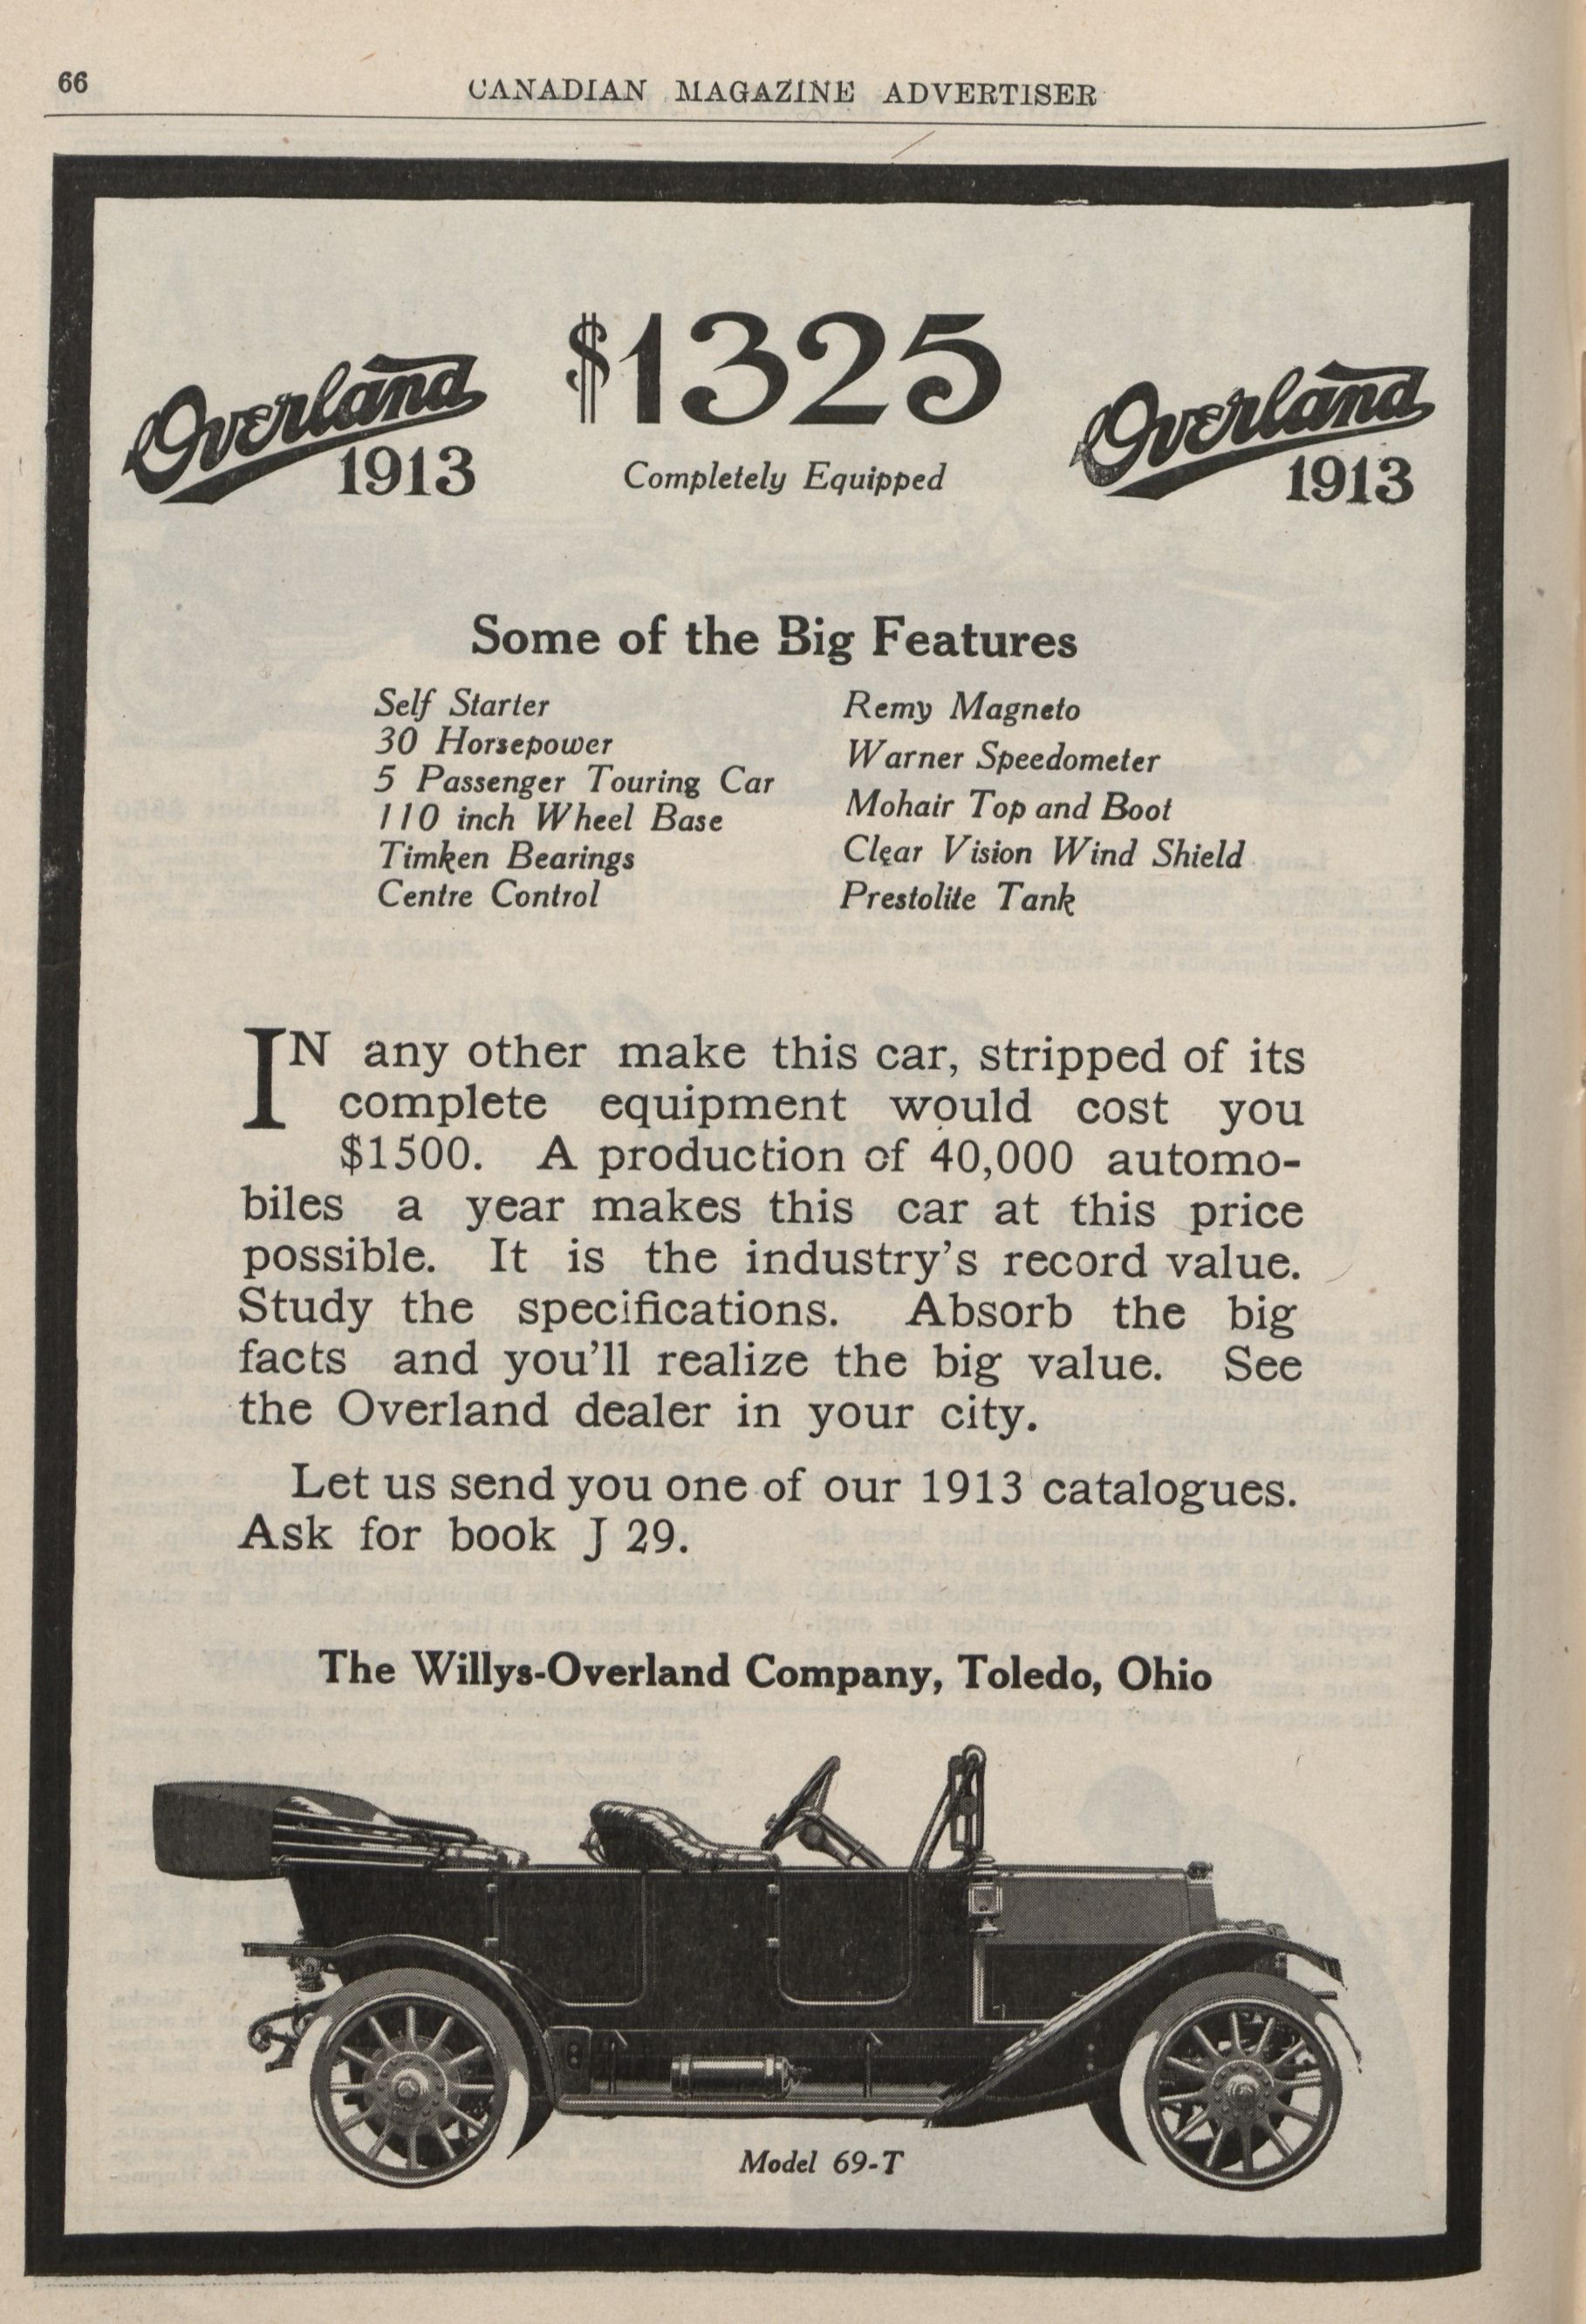 66
CANADIAN MAGAZINE ADVERTISER
$1325
Overland
1913
Completely Equipped
Overland
1913
Some of the Big Features
Self Starter
30 Horsepower
5 Passenger Touring Car
110 inch Wheel Base
Timken Bearings
Centre Control
Remy Magneto
Warner Speedometer
Mohair Top and Boot
Clear Vision Wind Shield
Prestolite Tank
IN any other make this car, stripped of its
complete equipment would cost you
$1500. A production of 40,000 automo-
biles a year makes this car at this price
possible. It is the industry's record value.
Study the specifications. Absorb the big
facts and you'll realize the big value. See
the Overland dealer in your city.
Let us send you one of our 1913 catalogues.
Ask for book J 29.
The Willys-Overland Company, Toledo, Ohio
Model 69-T